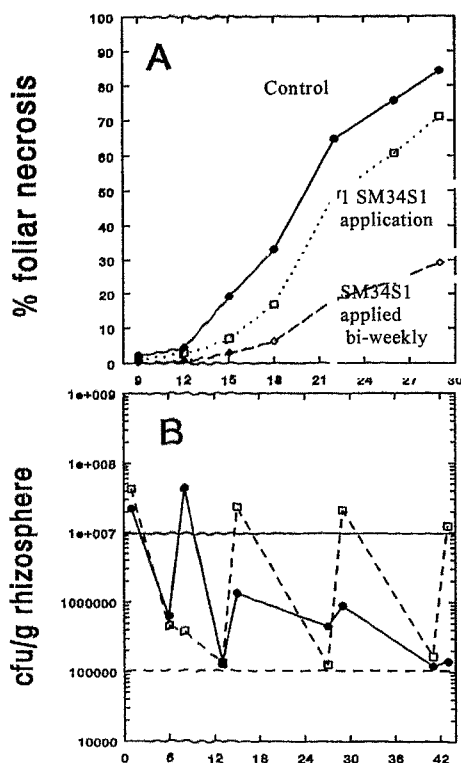 A
% foliar necrosis
100
90
80
70
60
50
40
30
20
10
0
Control
1 SM34S1
application
SM34S1
applied
bi-weekly
9 12 15 18 21 24 27 30
B
cfu/g rhizosphere
1e+009
1e+008
1e+007
1000000
100000
10000
0 6 12 18 24 30 36 42